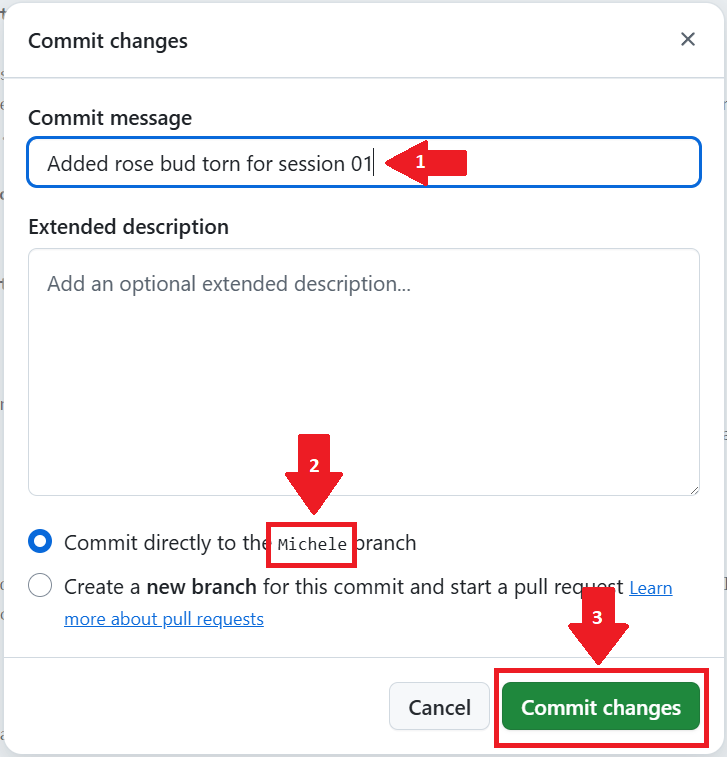 Commit changes
Commit message
Added rose bud torn for session 01
1
Extended description
Add an optional extended description...
2
Commit directly to the Michele branch
Create a new branch for this commit and start a pull request Learn
more about pull requests
3
Cancel
Commit changes